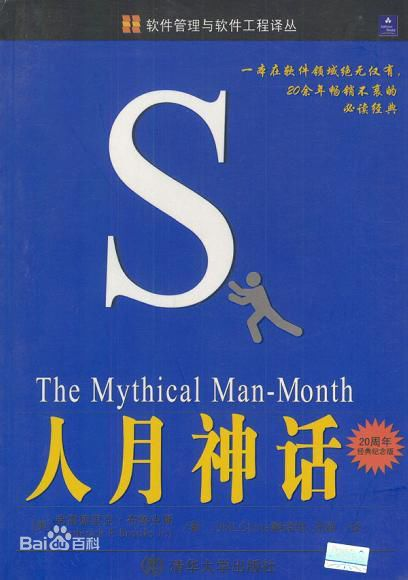 软件管理与软件工程译丛
一本在软件领域绝无仅有,
20余年畅销不衰的
必读经典
S
The Mythical Man-Month
人月神话
20周年
经典纪念版
Bai du 百科
清华大学出版社